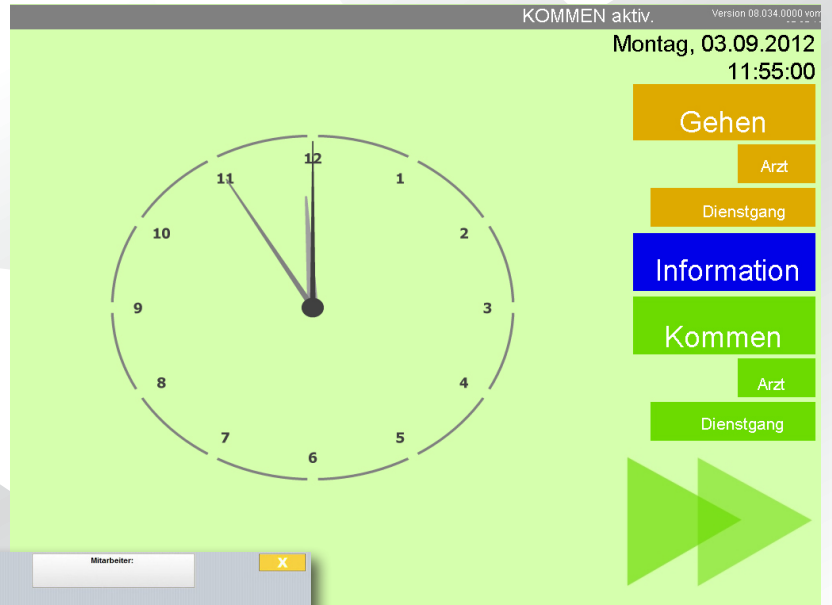 KOMMEN aktiv.
Version 08.034.0000 vom
Montag, 03.09.2012
11:55:00
Gehen
Arzt
Dienstgang
Information
Kommen
Arzt
Dienstgang
12
1
2
3
4
5
6
7
8
9
10
11
Mitarbeiter:
X